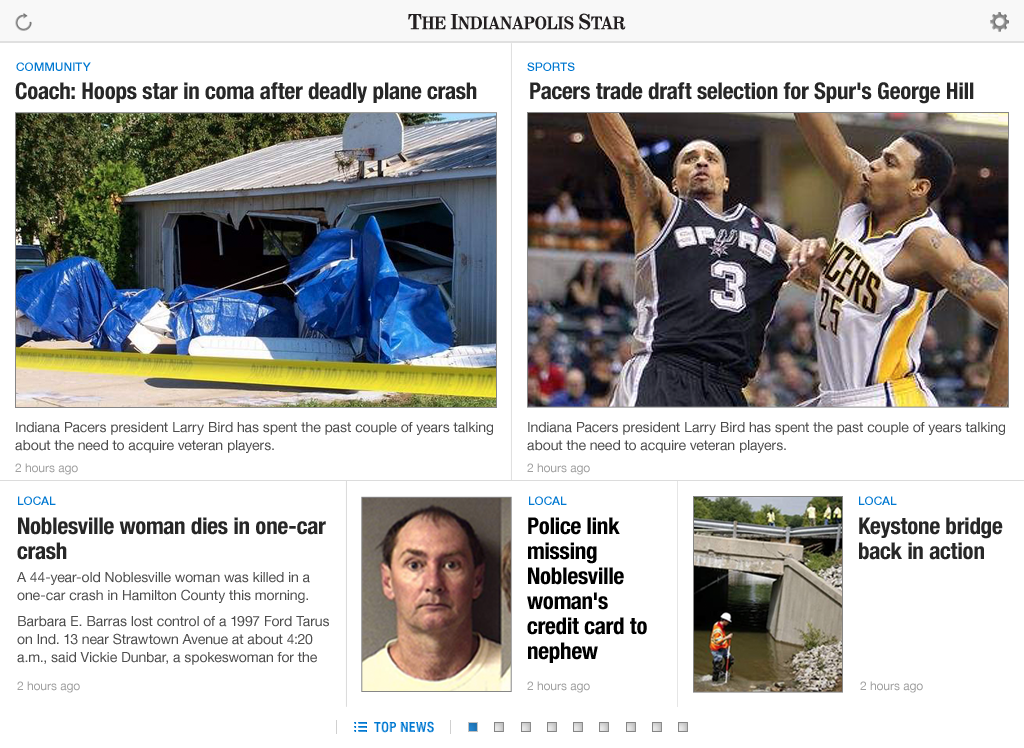 THE INDIANAPOLIS STAR
COMMUNITY
Coach: Hoops star in coma after deadly plane crash
Indiana Pacers president Larry Bird has spent the past couple of years talking
about the need to acquire veteran players.
2 hours ago
SPORTS
Pacers trade draft selection for Spur's George Hill
SPURS
3
PACERS
25
Indiana Pacers president Larry Bird has spent the past couple of years talking
about the need to acquire veteran players.
2 hours ago
LOCAL
Noblesville woman dies in one-car
crash
A 44-year-old Noblesville woman was killed in a
one-car crash in Hamilton County this morning.
Barbara E. Barras lost control of a 1997 Ford Tarus
on Ind. 13 near Strawtown Avenue at about 4:20
a.m., said Vickie Dunbar, a spokeswoman for the
2 hours ago
LOCAL
Police link
missing
Noblesville
woman's
credit card to
nephew
2 hours ago
LOCAL
Keystone bridge
back in action
2 hours ago
TOP NEWS